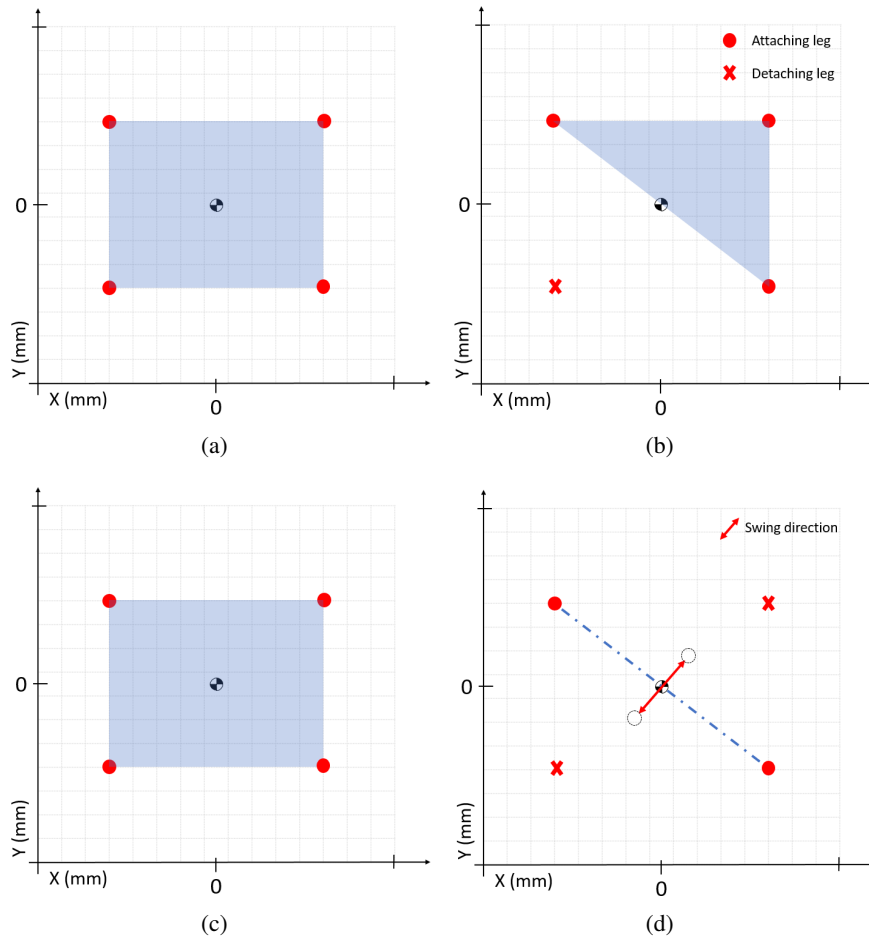 0
Y (mm)
X (mm)
0
(a)
Attaching leg
Detaching leg
0
Y (mm)
X (mm)
0
(b)
0
Y (mm)
X (mm)
0
(c)
Swing direction
0
Y (mm)
X (mm)
0
(d)